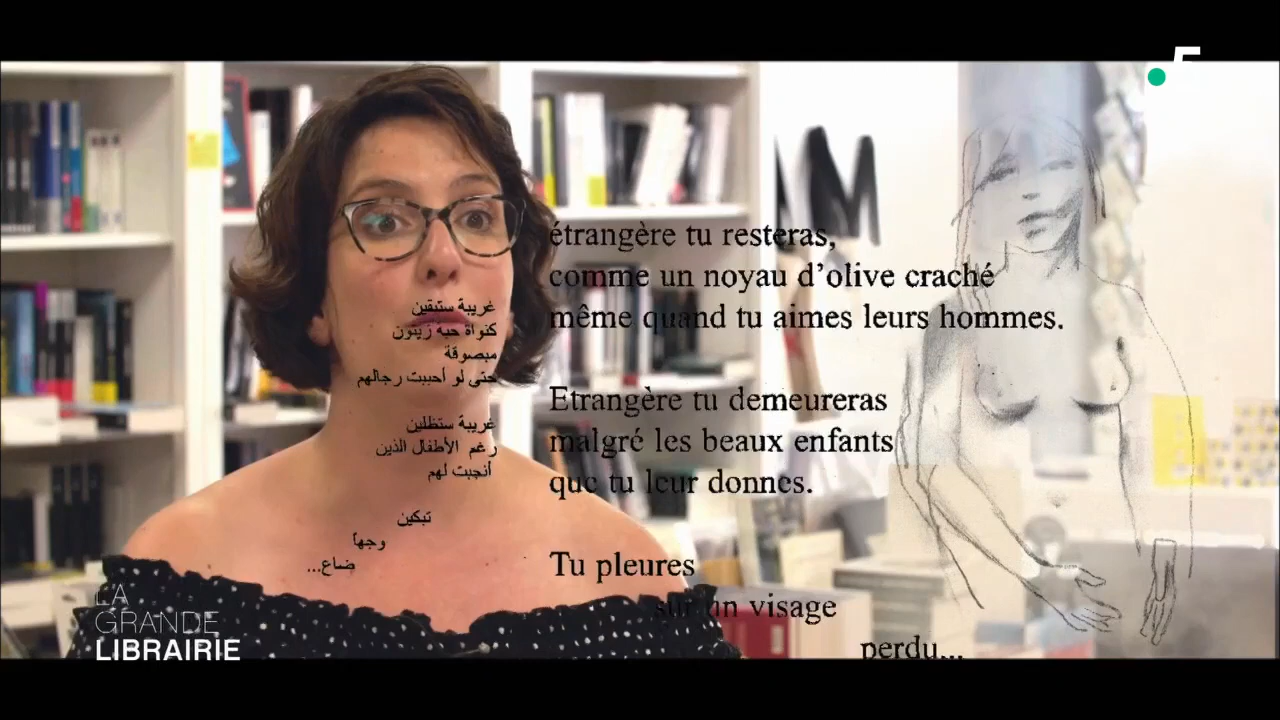 5
AM
étrangère tu resteras,
comme un noyau d’olive craché
même quand tu aimes leurs hommes.
Etrangère tu demeureras
malgré les beaux enfants
que tu leur donnes.
Tu pleures
sur un visage
perdu...
غريبة ستبقين
كنواة حبة زيتون
مبصوقة
حتى لو أحببت رجالهم
غريبة ستظلين
رغم الأطفال الذين
أنجبت لهم
تبكين
وجهاً
ضاع...
LA
GRANDE
LIBRAIRIE